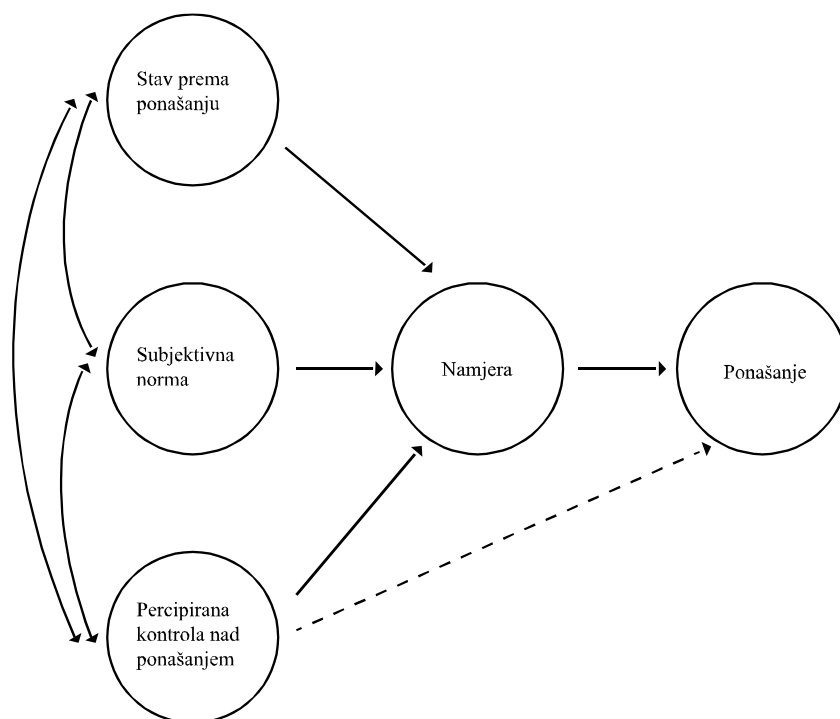 Stav prema
ponašanju
Subjektivna
norma
Namjera
Ponašanje
Percipirana
kontrola nad
ponašanjem